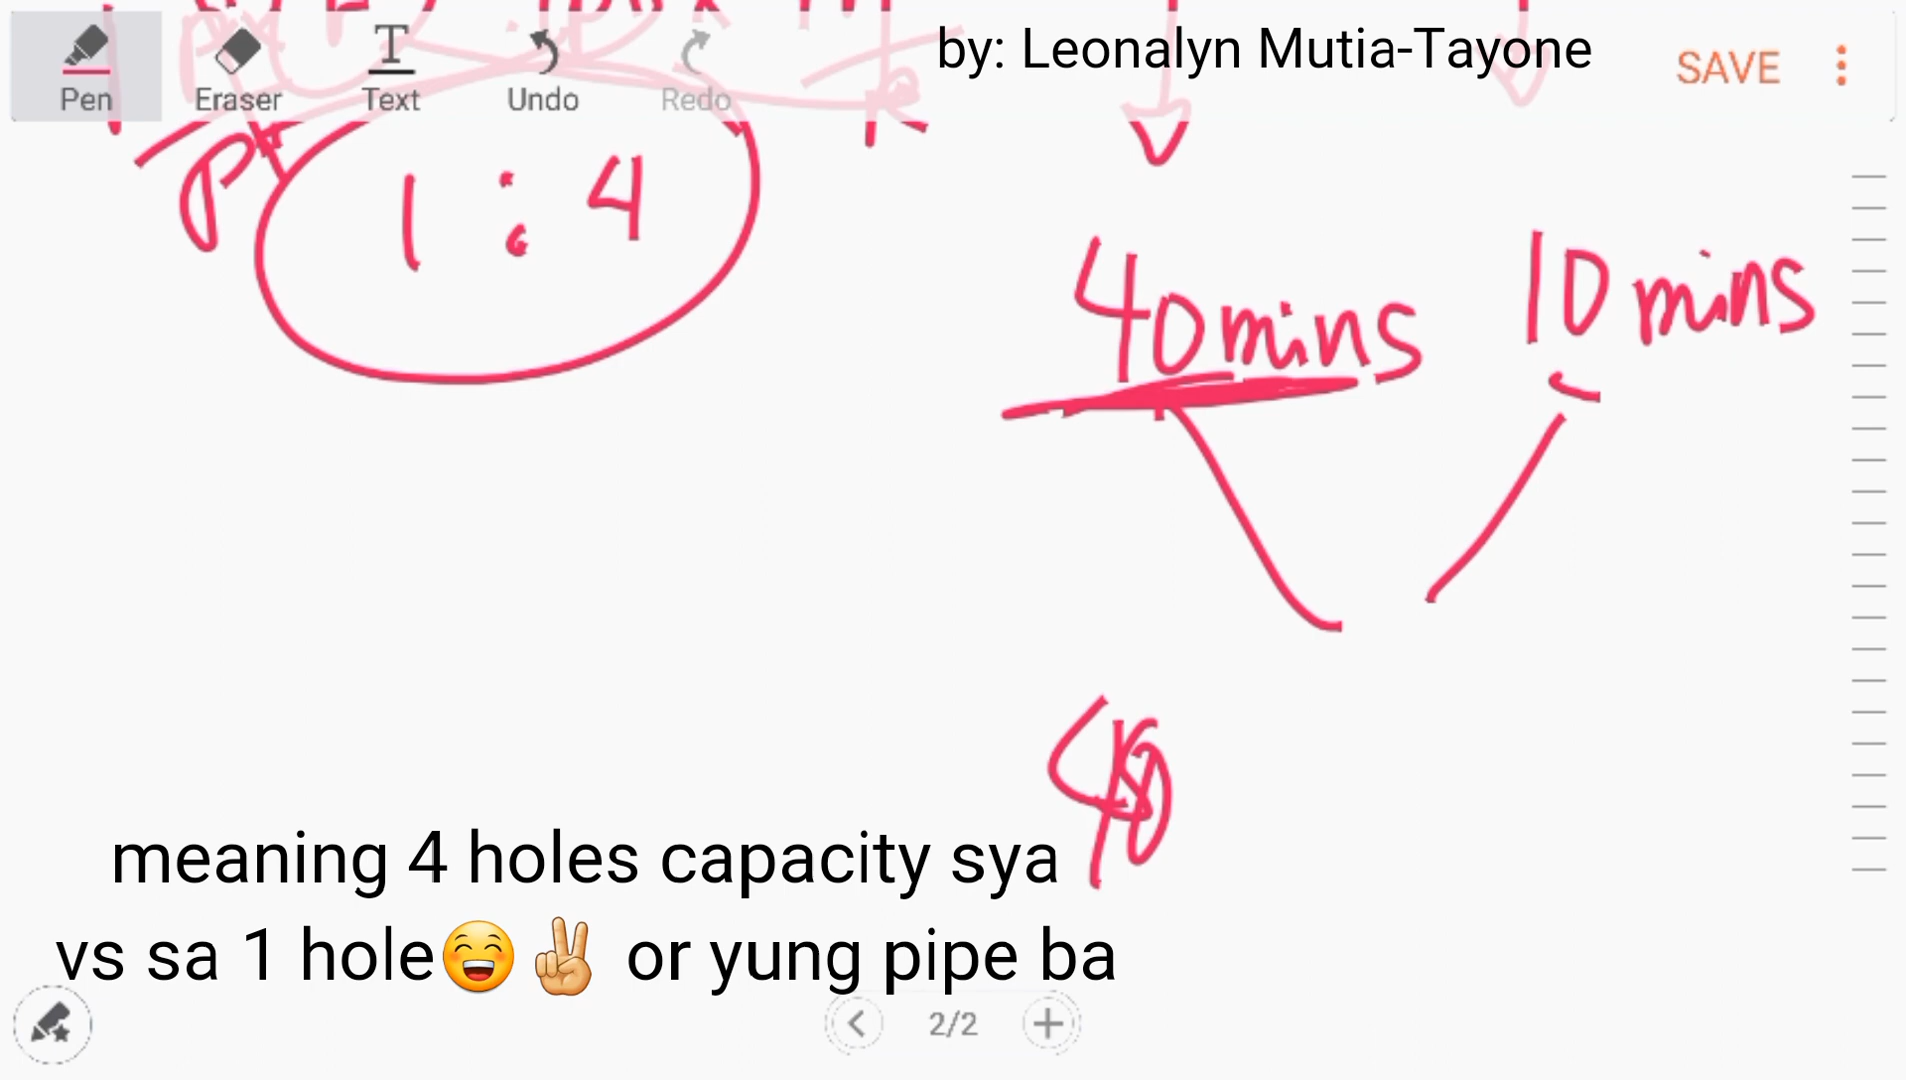 by: Leonalyn Mutia-Tayone
SAVE
Pen Eraser Text Undo Redo
1 : 4
40 mins 10 mins
meaning 4 holes capacity sya
vs sa 1 hole😁✌🏼 or yung pipe ba
2/2